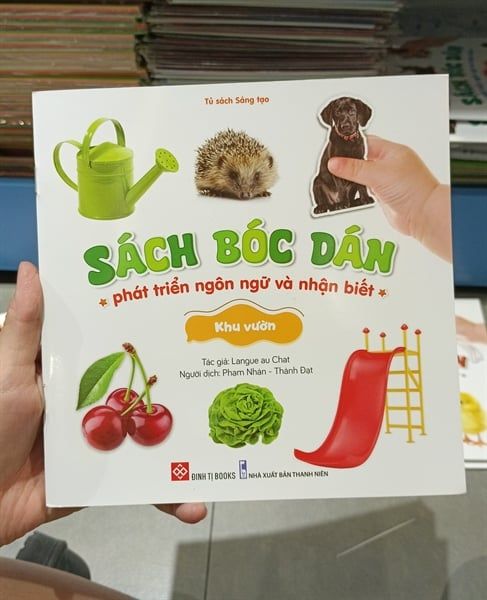 Tủ sách Sáng tạo
SÁCH BÓC DÁN
phát triển ngôn ngữ và nhận biết
Khu vườn
Tác giả: Langue au Chat
Người dịch: Phạm Nhàn - Thành Đạt
ĐINH TỊ BOOKS
NHÀ XUẤT BẢN THANH NIÊN